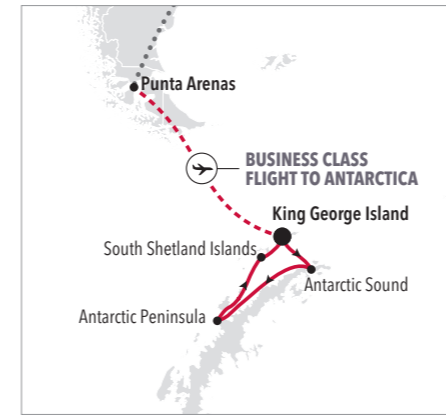 Punta Arenas
BUSINESS CLASS
FLIGHT TO ANTARCTICA
King George Island
South Shetland Islands
Antarctic Sound
Antarctic Peninsula